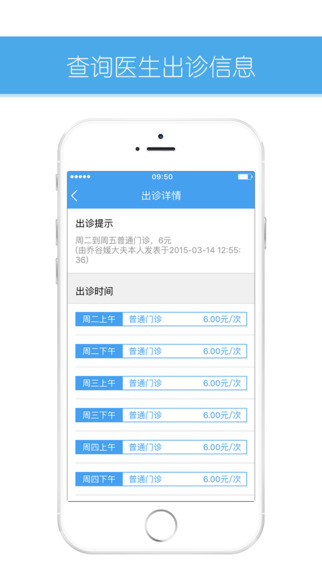 查询医生出诊信息
09:50
出诊详情
出诊提示
周二到周五普通门诊，6元
(由乔谷媛大夫本人发表于2015-03-14 12:55:
36)
出诊时间
周二上午 普通门诊 6.00元/次
周二下午 普通门诊 6.00元/次
周三上午 普通门诊 6.00元/次
周三下午 普通门诊 6.00元/次
周四上午 普通门诊 6.00元/次
周四下午 普通门诊 6.00元/次